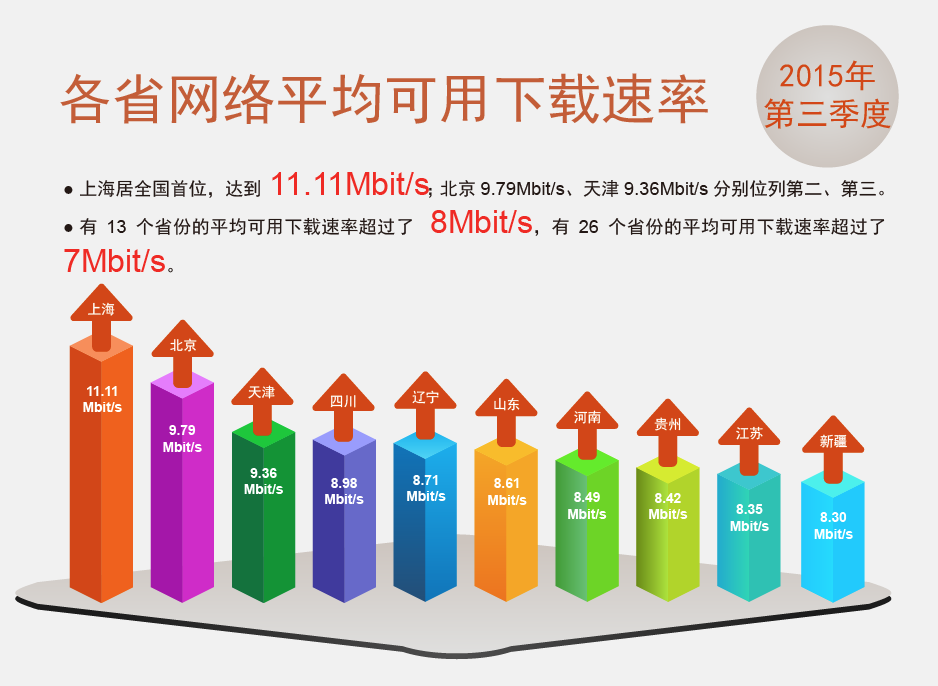 各省网络平均可用下载速率
2015年
第三季度
● 上海居全国首位，达到 11.11Mbit/s；北京 9.79Mbit/s、天津 9.36Mbit/s 分别位列第二、第三。
● 有 13 个省份的平均可用下载速率超过了 8Mbit/s，有 26 个省份的平均可用下载速率超过了
7Mbit/s。
上海
11.11
Mbit/s
北京
9.79
Mbit/s
天津
9.36
Mbit/s
四川
8.98
Mbit/s
辽宁
8.71
Mbit/s
山东
8.61
Mbit/s
河南
8.49
Mbit/s
贵州
8.42
Mbit/s
江苏
8.35
Mbit/s
新疆
8.30
Mbit/s